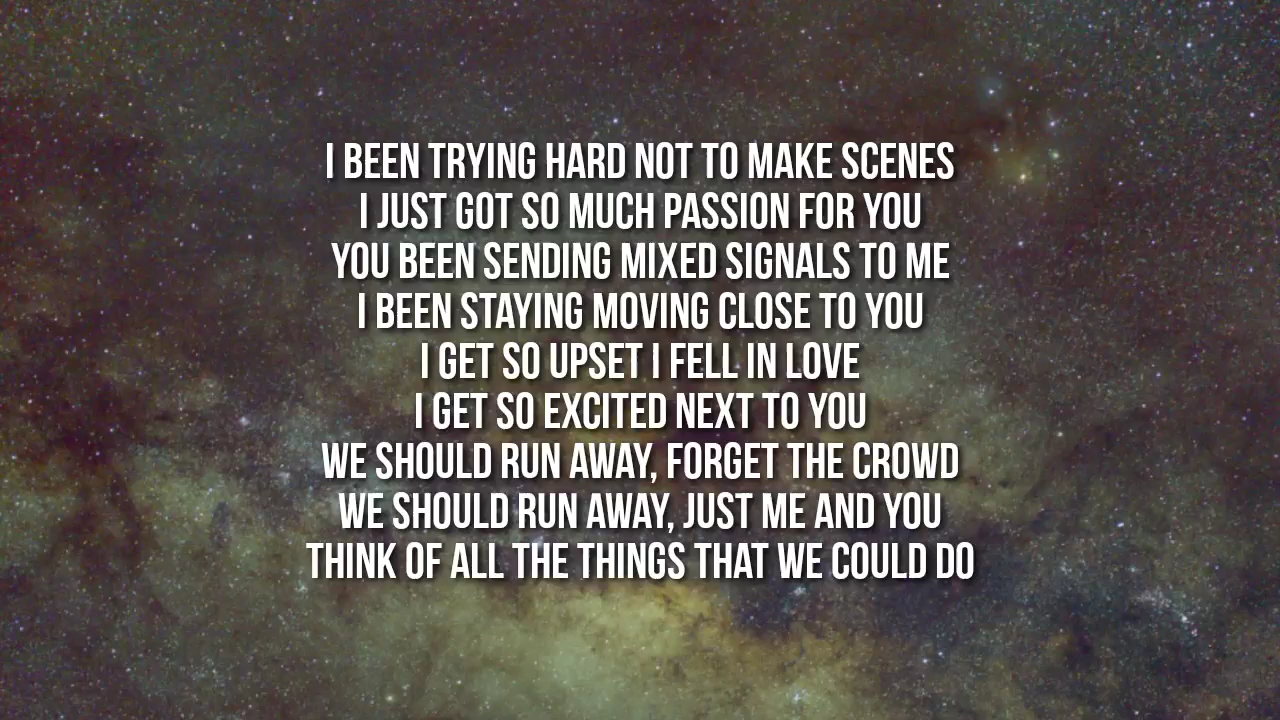 I BEEN TRYING HARD NOT TO MAKE SCENES
I JUST GOT SO MUCH PASSION FOR YOU
YOU BEEN SENDING MIXED SIGNALS TO ME
I BEEN STAYING MOVING CLOSE TO YOU
I GET SO UPSET I FELL IN LOVE
I GET SO EXCITED NEXT TO YOU
WE SHOULD RUN AWAY, FORGET THE CROWD
WE SHOULD RUN AWAY, JUST ME AND YOU
THINK OF ALL THE THINGS THAT WE COULD DO